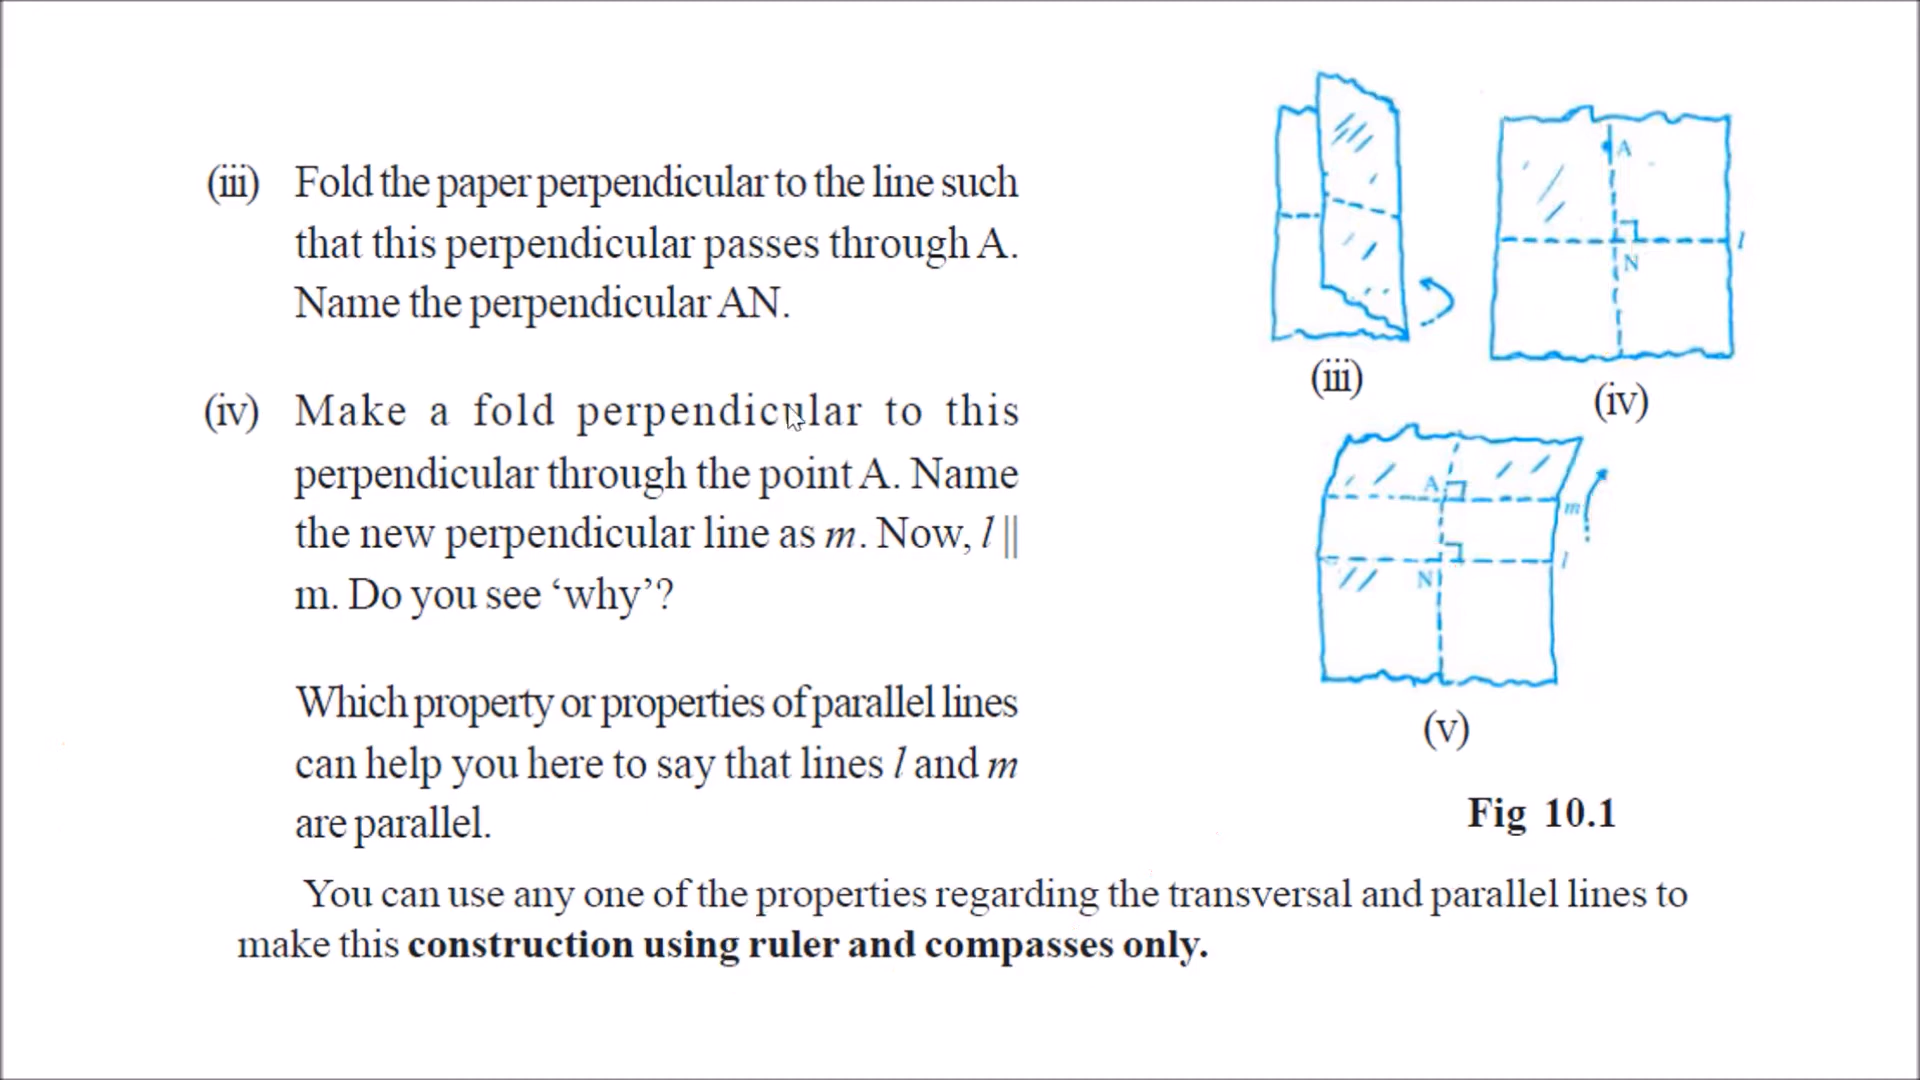 (iii) Fold the paper perpendicular to the line such
that this perpendicular passes through A.
Name the perpendicular AN.
(iv) Make a fold perpendicular to this
perpendicular through the point A. Name
the new perpendicular line as m. Now, l ||
m. Do you see ‘why’?
Which property or properties of parallel lines
can help you here to say that lines l and m
are parallel.
You can use any one of the properties regarding the transversal and parallel lines to
make this construction using ruler and compasses only.
(iii)
A
l
N
(iv)
A
m
l
N
(v)
Fig 10.1